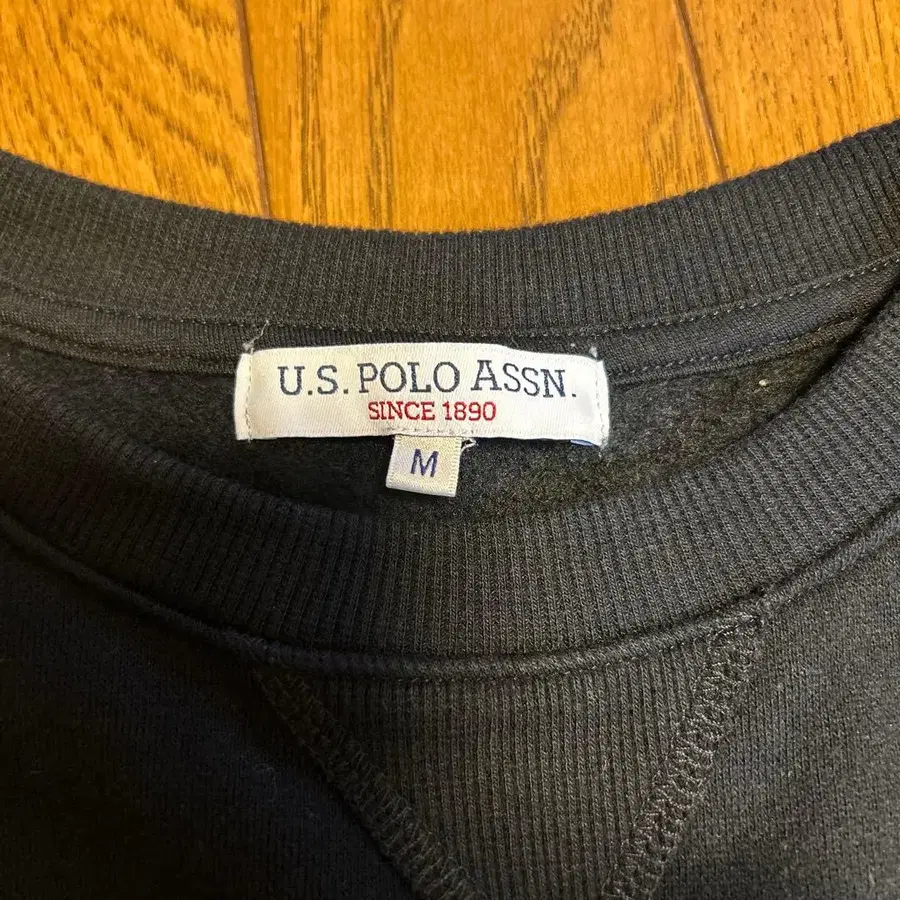 U.S. POLO ASSN.
SINCE 1890
M